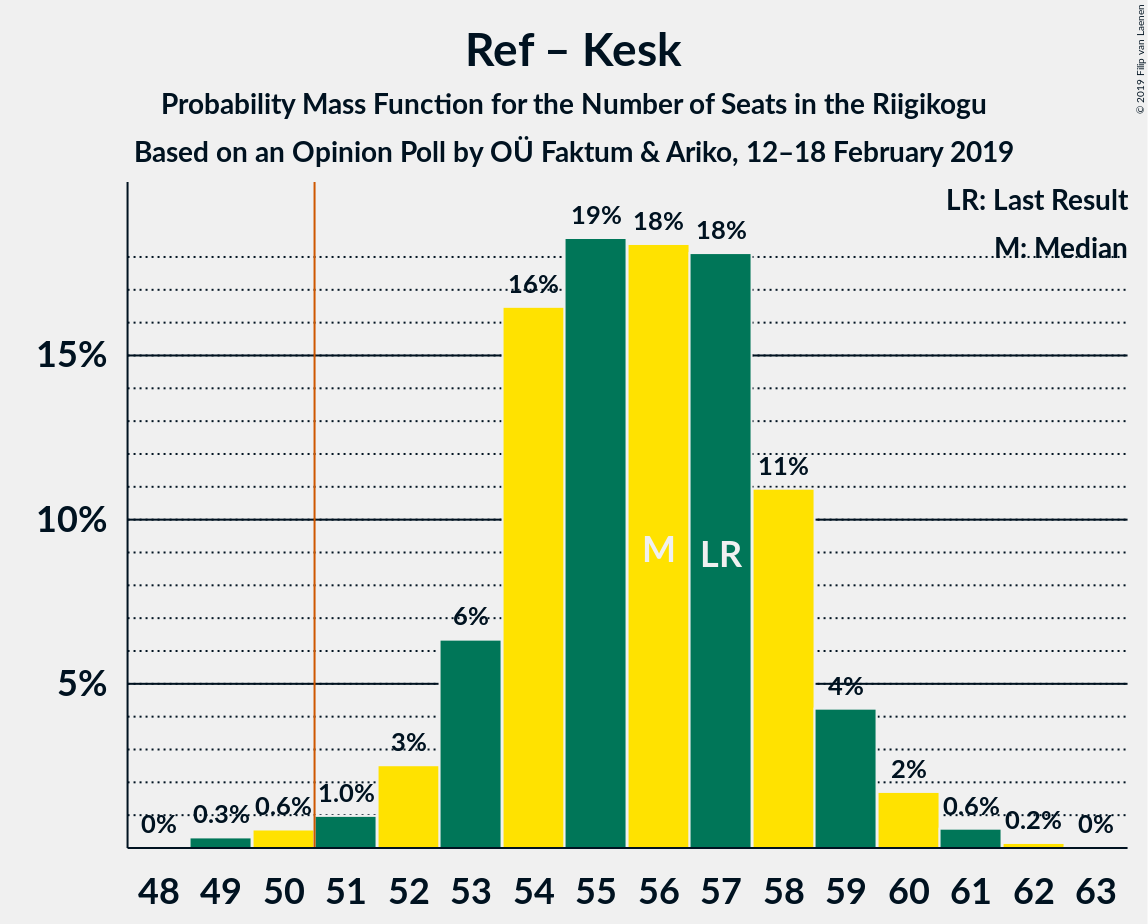 Ref – Kesk
Probability Mass Function for the Number of Seats in the Riigikogu
Based on an Opinion Poll by OÜ Faktum & Ariko, 12–18 February 2019
© 2019 Filip van Laenen
LR: Last Result
M: Median
15%
10%
5%
0%
0.3%
0.6%
1.0%
3%
6%
16%
19%
18%
18%
11%
4%
2%
0.6%
0.2%
0%
M
LR
48 49 50 51 52 53 54 55 56 57 58 59 60 61 62 63